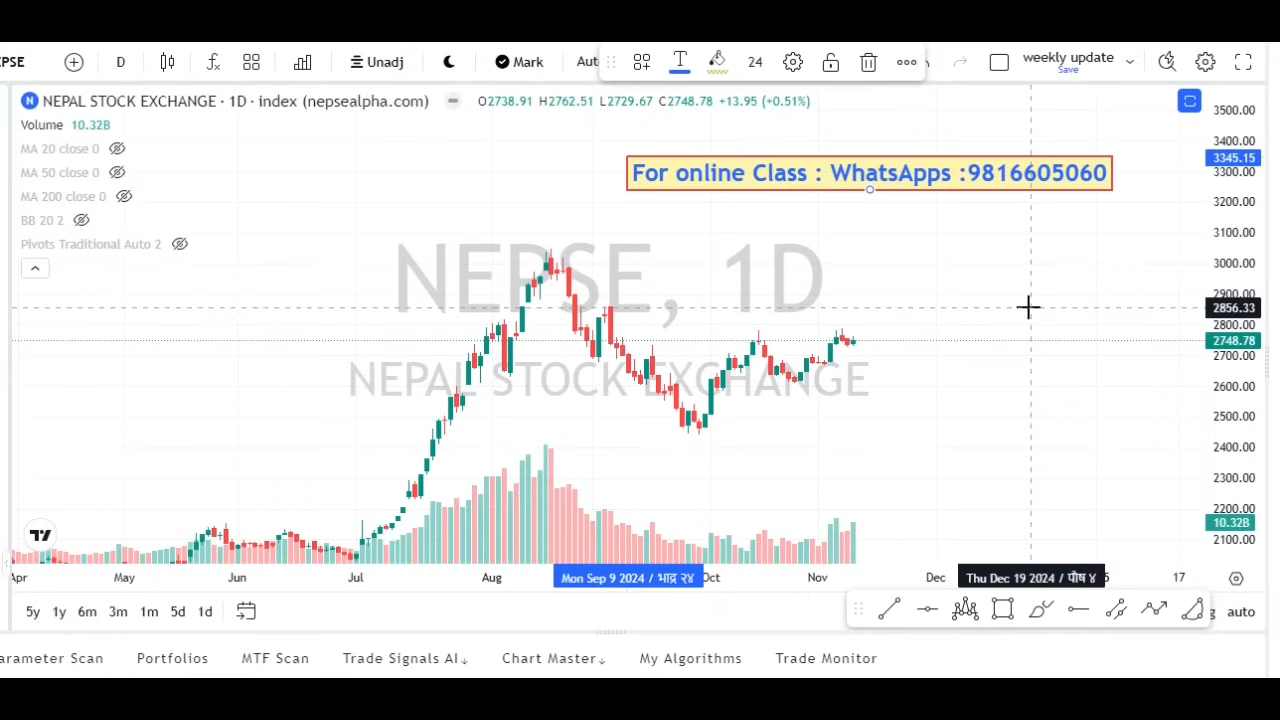 PSE
D
Unadj
Mark
Aut
24
weekly update
Save
NEPAL STOCK EXCHANGE · 1D · index (nepsealpha.com)
O2738.91 H2762.51 L2729.67 C2748.78 +13.95 (+0.51%)
Volume 10.32B
MA 20 close 0
MA 50 close 0
MA 200 close 0
BB 20 2
Pivots Traditional Auto 2
For online Class : WhatsApps :9816605060
NEPSE, 1D
NEPAL STOCK EXCHANGE
3500.00
3400.00
3345.15
3300.00
3200.00
3100.00
3000.00
2900.00
2856.33
2800.00
2748.78
2700.00
2600.00
2500.00
2400.00
2300.00
2200.00
10.32B
2100.00
Apr May Jun Jul Aug Mon Sep 9 2024 / भाद्र २४ Oct Nov Dec Thu Dec 19 2024 / पौष ४ 17
5y 1y 6m 3m 1m 5d 1d
auto
arameter Scan Portfolios MTF Scan Trade Signals AI Chart Master My Algorithms Trade Monitor